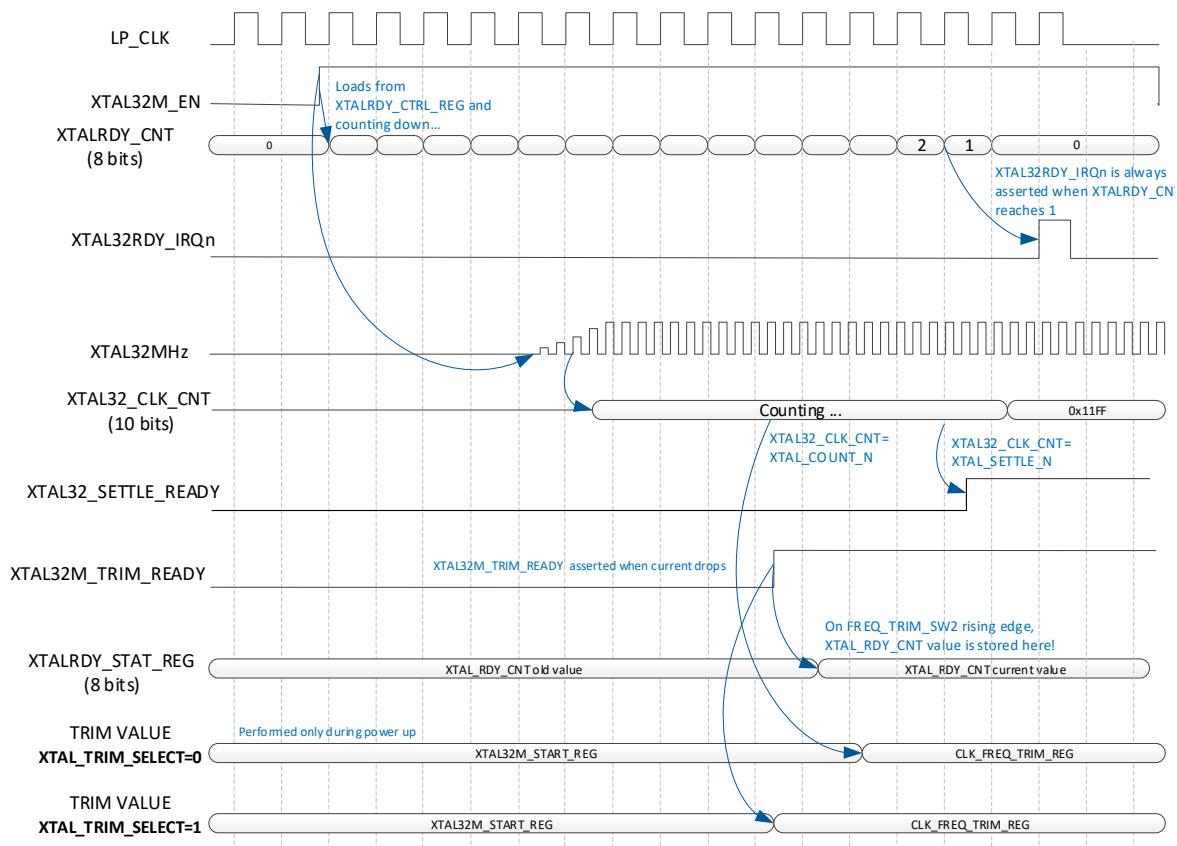 LP_CLK
XTAL32M_EN
Loads from
XTALRDY_CTRL_REG and
counting down...
XTALRDY_CNT
(8 bits)
0
2
1
0
XTAL32RDY_IRQn is always
asserted when XTALRDY_CN
reaches 1
XTAL32RDY_IRQn
XTAL32MHz
XTAL32_CLK_CNT
(10 bits)
Counting ...
0x11FF
XTAL32_CLK_CNT=
XTAL_COUNT_N
XTAL32_CLK_CNT=
XTAL_SETTLE_N
XTAL32_SETTLE_READY
XTAL32M_TRIM_READY
XTAL32M_TRIM_READY asserted when current drops
On FREQ_TRIM_SW2 rising edge,
XTAL_RDY_CNT value is stored here!
XTALRDY_STAT_REG
(8 bits)
XTAL_RDY_CNT old value
XTAL_RDY_CNT current value
TRIM VALUE
XTAL_TRIM_SELECT=0
Performed only during power up
XTAL32M_START_REG
CLK_FREQ_TRIM_REG
TRIM VALUE
XTAL_TRIM_SELECT=1
XTAL32M_START_REG
CLK_FREQ_TRIM_REG